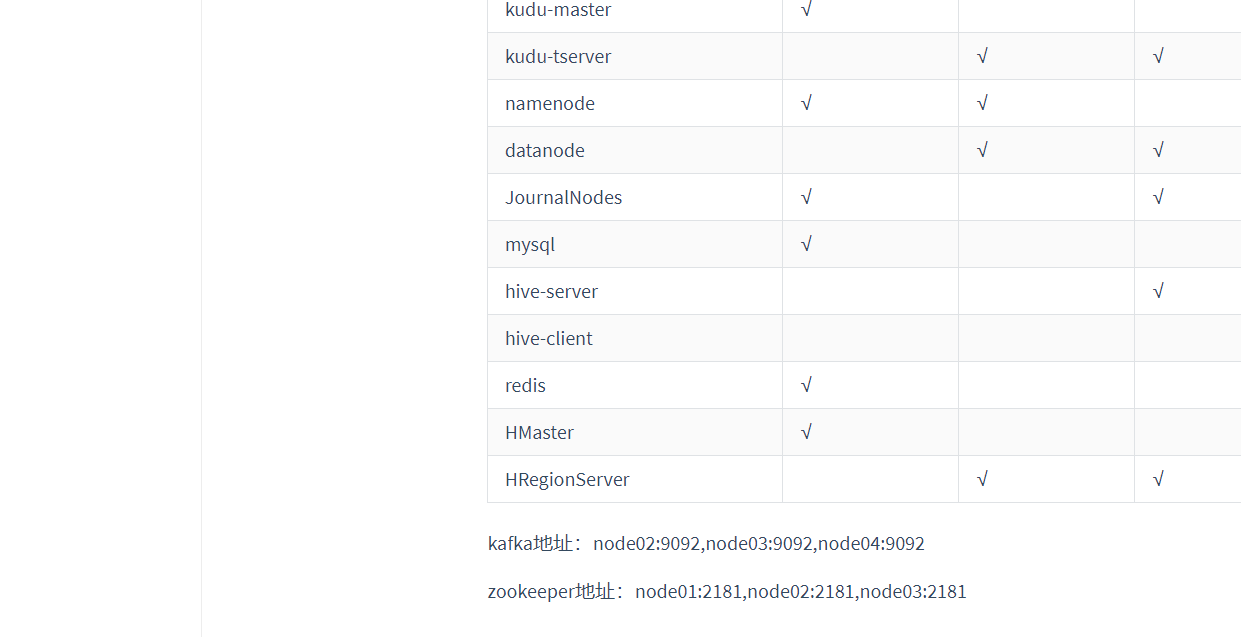 kudu-master √
kudu-tserver √ √
namenode √ √
datanode √ √
JournalNodes √ √
mysql √
hive-server √
hive-client
redis √
HMaster √
HRegionServer √ √
kafka地址：node02:9092,node03:9092,node04:9092
zookeeper地址：node01:2181,node02:2181,node03:2181